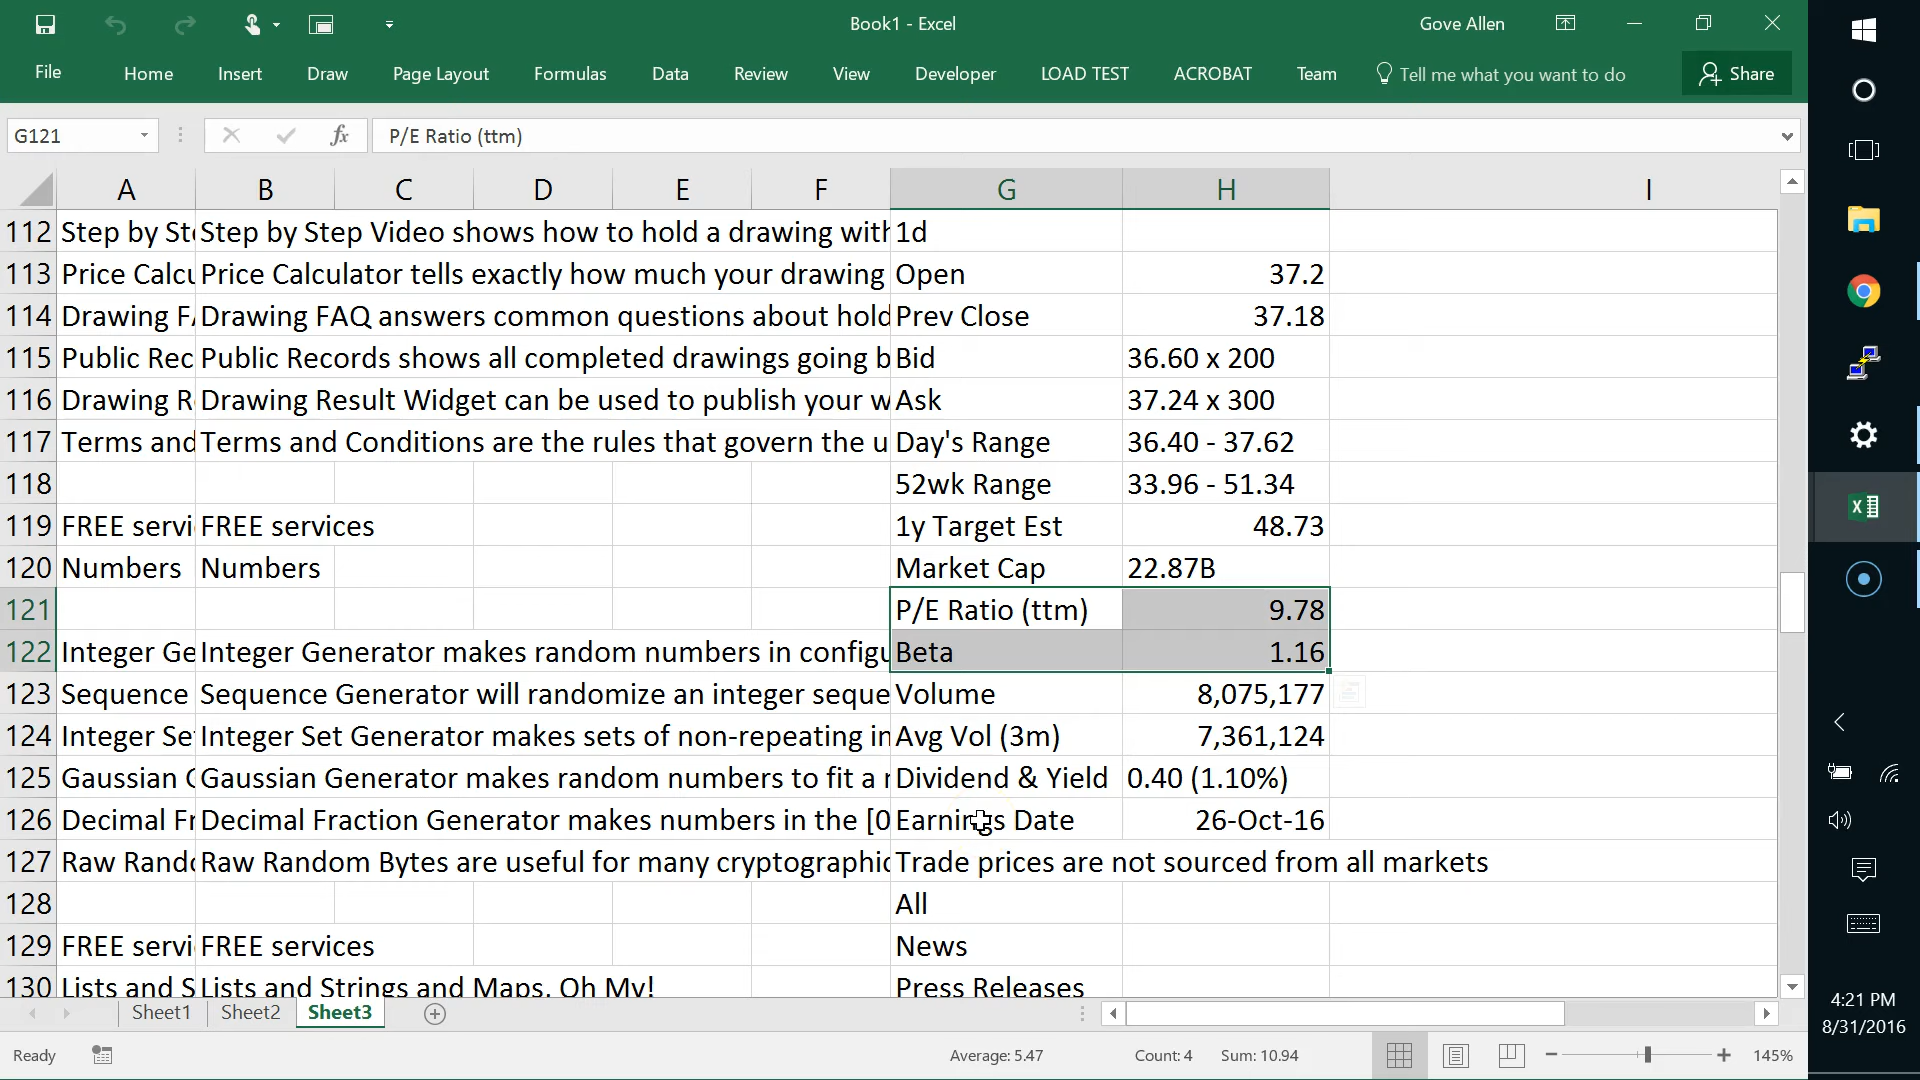 Book1 - Excel
Gove Allen
File Home Insert Draw Page Layout Formulas Data Review View Developer LOAD TEST ACROBAT Team Tell me what you want to do Share
G121 fx P/E Ratio (ttm)
A B C D E F G H I
112 Step by Ste Step by Step Video shows how to hold a drawing with 1d
113 Price Calcu Price Calculator tells exactly how much your drawing Open 37.2
114 Drawing FA Drawing FAQ answers common questions about hold Prev Close 37.18
115 Public Rec Public Records shows all completed drawings going b Bid 36.60 x 200
116 Drawing Re Drawing Result Widget can be used to publish your w Ask 37.24 x 300
117 Terms and Terms and Conditions are the rules that govern the u Day's Range 36.40 - 37.62
118 52wk Range 33.96 - 51.34
119 FREE servi FREE services 1y Target Est 48.73
120 Numbers Numbers Market Cap 22.87B
121 P/E Ratio (ttm) 9.78
122 Integer Ge Integer Generator makes random numbers in configu Beta 1.16
123 Sequence Sequence Generator will randomize an integer seque Volume 8,075,177
124 Integer Se Integer Set Generator makes sets of non-repeating in Avg Vol (3m) 7,361,124
125 Gaussian G Gaussian Generator makes random numbers to fit a n Dividend & Yield 0.40 (1.10%)
126 Decimal Fr Decimal Fraction Generator makes numbers in the [0 Earnings Date 26-Oct-16
127 Raw Rando Raw Random Bytes are useful for many cryptographic Trade prices are not sourced from all markets
128 All
129 FREE servi FREE services News
130 Lists and S Lists and Strings and Maps, Oh My! Press Releases
Sheet1 Sheet2 Sheet3
Ready Average: 5.47 Count: 4 Sum: 10.94 145%
4:21 PM
8/31/2016